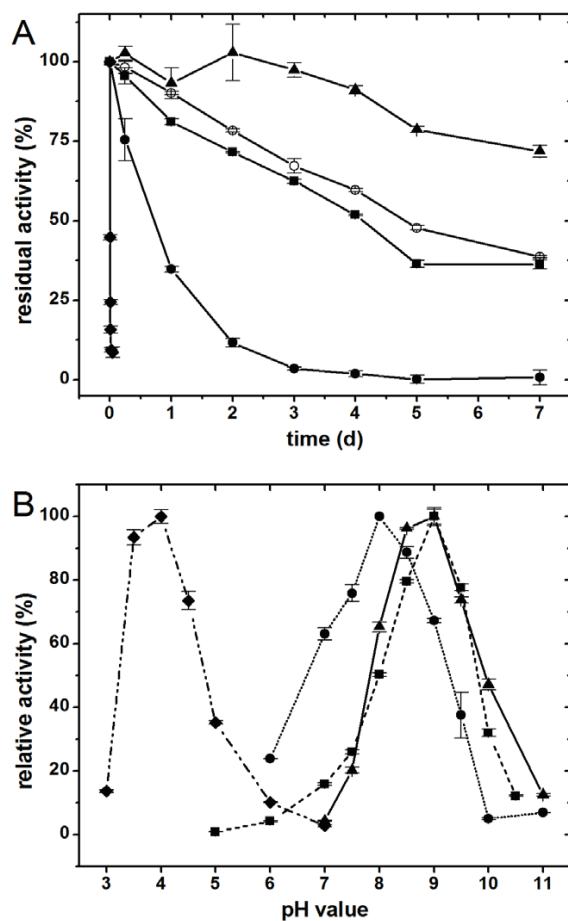 A
residual activity (%)
100
75
50
25
0
0 1 2 3 4 5 6 7
time (d)
B
relative activity (%)
100
80
60
40
20
0
3 4 5 6 7 8 9 10 11
pH value